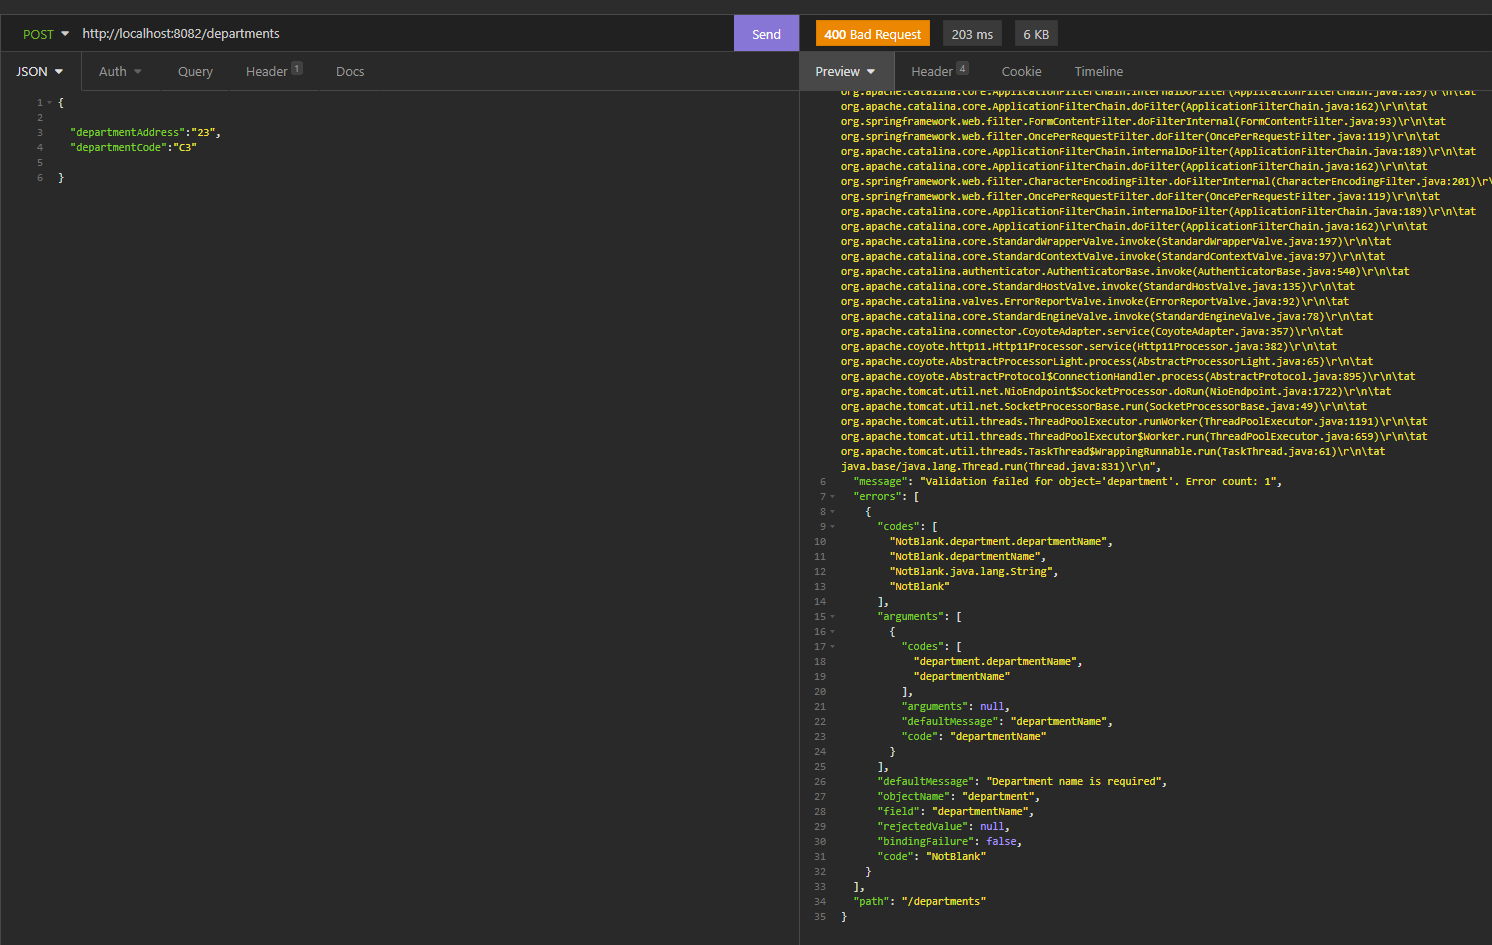 POST http://localhost:8082/departments Send 400 Bad Request 203 ms 6 KB
JSON Auth Query Header 1 Docs Preview Header 4 Cookie Timeline
1 {
2
3 "departmentAddress":"23",
4 "departmentCode":"C3"
5
6 }
org.apache.catalina.core.ApplicationFilterChain.internalDoFilter(ApplicationFilterChain.java:189)\r\n\tat
org.apache.catalina.core.ApplicationFilterChain.doFilter(ApplicationFilterChain.java:162)\r\n\tat
org.springframework.web.filter.FormContentFilter.doFilterInternal(FormContentFilter.java:93)\r\n\tat
org.springframework.web.filter.OncePerRequestFilter.doFilter(OncePerRequestFilter.java:119)\r\n\tat
org.apache.catalina.core.ApplicationFilterChain.internalDoFilter(ApplicationFilterChain.java:189)\r\n\tat
org.apache.catalina.core.ApplicationFilterChain.doFilter(ApplicationFilterChain.java:162)\r\n\tat
org.springframework.web.filter.CharacterEncodingFilter.doFilterInternal(CharacterEncodingFilter.java:201)\r\
org.springframework.web.filter.OncePerRequestFilter.doFilter(OncePerRequestFilter.java:119)\r\n\tat
org.apache.catalina.core.ApplicationFilterChain.internalDoFilter(ApplicationFilterChain.java:189)\r\n\tat
org.apache.catalina.core.ApplicationFilterChain.doFilter(ApplicationFilterChain.java:162)\r\n\tat
org.apache.catalina.core.StandardWrapperValve.invoke(StandardWrapperValve.java:197)\r\n\tat
org.apache.catalina.core.StandardContextValve.invoke(StandardContextValve.java:97)\r\n\tat
org.apache.catalina.authenticator.AuthenticatorBase.invoke(AuthenticatorBase.java:540)\r\n\tat
org.apache.catalina.core.StandardHostValve.invoke(StandardHostValve.java:135)\r\n\tat
org.apache.catalina.valves.ErrorReportValve.invoke(ErrorReportValve.java:92)\r\n\tat
org.apache.catalina.core.StandardEngineValve.invoke(StandardEngineValve.java:78)\r\n\tat
org.apache.catalina.connector.CoyoteAdapter.service(CoyoteAdapter.java:357)\r\n\tat
org.apache.coyote.http11.Http11Processor.service(Http11Processor.java:382)\r\n\tat
org.apache.coyote.AbstractProcessorLight.process(AbstractProcessorLight.java:65)\r\n\tat
org.apache.coyote.AbstractProtocol$ConnectionHandler.process(AbstractProtocol.java:895)\r\n\tat
org.apache.tomcat.util.net.NioEndpoint$SocketProcessor.doRun(NioEndpoint.java:1722)\r\n\tat
org.apache.tomcat.util.net.SocketProcessorBase.run(SocketProcessorBase.java:49)\r\n\tat
org.apache.tomcat.util.threads.ThreadPoolExecutor.runWorker(ThreadPoolExecutor.java:1191)\r\n\tat
org.apache.tomcat.util.threads.ThreadPoolExecutor$Worker.run(ThreadPoolExecutor.java:659)\r\n\tat
org.apache.tomcat.util.threads.TaskThread$WrappingRunnable.run(TaskThread.java:61)\r\n\tat
java.base/java.lang.Thread.run(Thread.java:831)\r\n",
6 "message": "Validation failed for object='department'. Error count: 1",
7 "errors": [
8 {
9 "codes": [
10 "NotBlank.department.departmentName",
11 "NotBlank.departmentName",
12 "NotBlank.java.lang.String",
13 "NotBlank"
14 ],
15 "arguments": [
16 {
17 "codes": [
18 "department.departmentName",
19 "departmentName"
20 ],
21 "arguments": null,
22 "defaultMessage": "departmentName",
23 "code": "departmentName"
24 }
25 ],
26 "defaultMessage": "Department name is required",
27 "objectName": "department",
28 "field": "departmentName",
29 "rejectedValue": null,
30 "bindingFailure": false,
31 "code": "NotBlank"
32 }
33 ],
34 "path": "/departments"
35 }